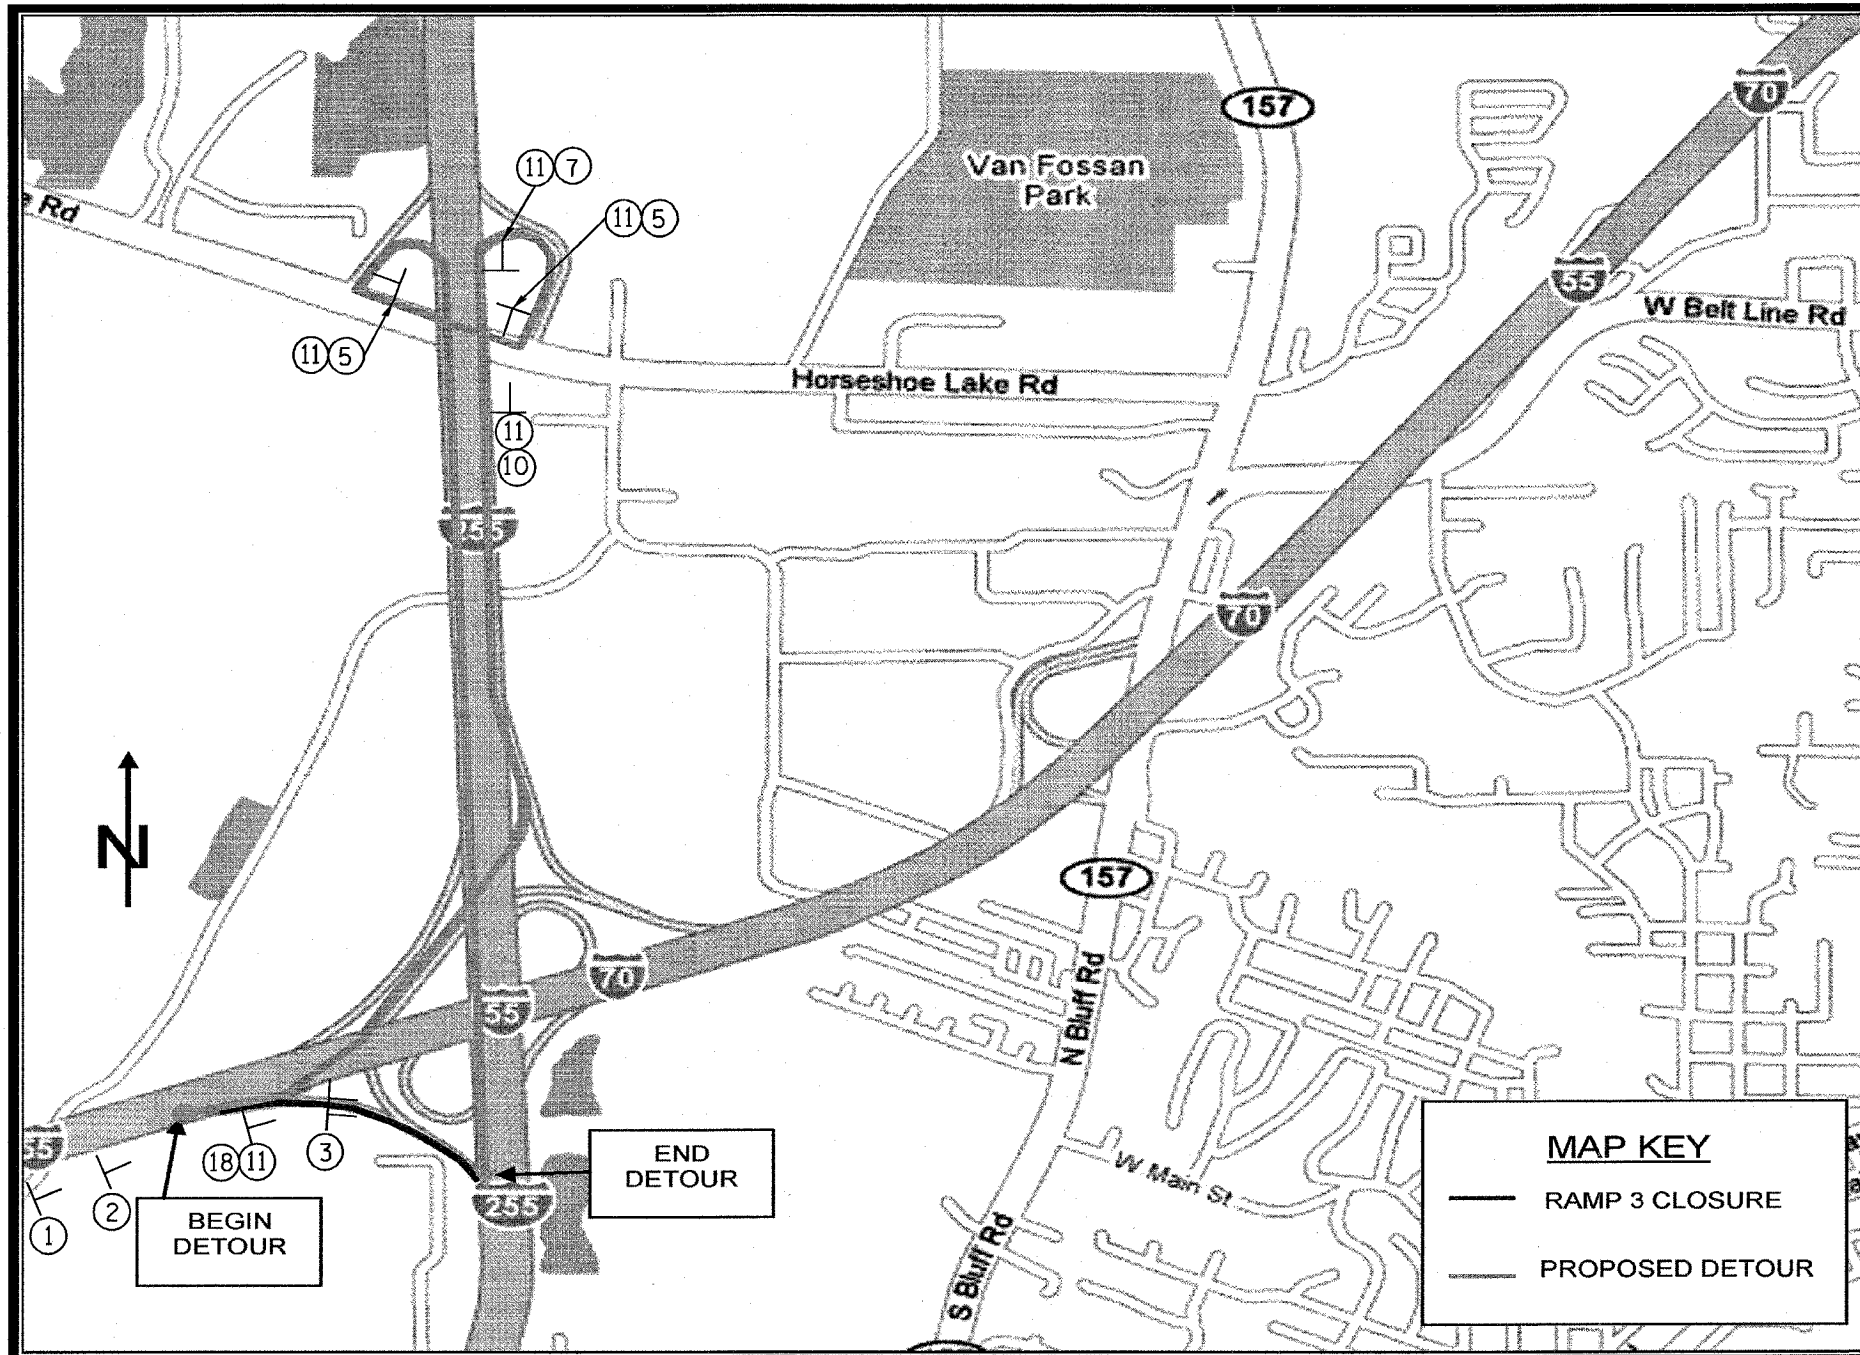 157
70
Van Fossan
Park
11 7
11 5
e Rd
55
W Belt Line Rd
11 5
Horseshoe Lake Rd
11
10
255
70
N
157
70
55
N Bluff Rd
55
18 11
3
2
1
BEGIN
DETOUR
END
DETOUR
255
W Main St
S Bluff Rd
MAP KEY
RAMP 3 CLOSURE
PROPOSED DETOUR